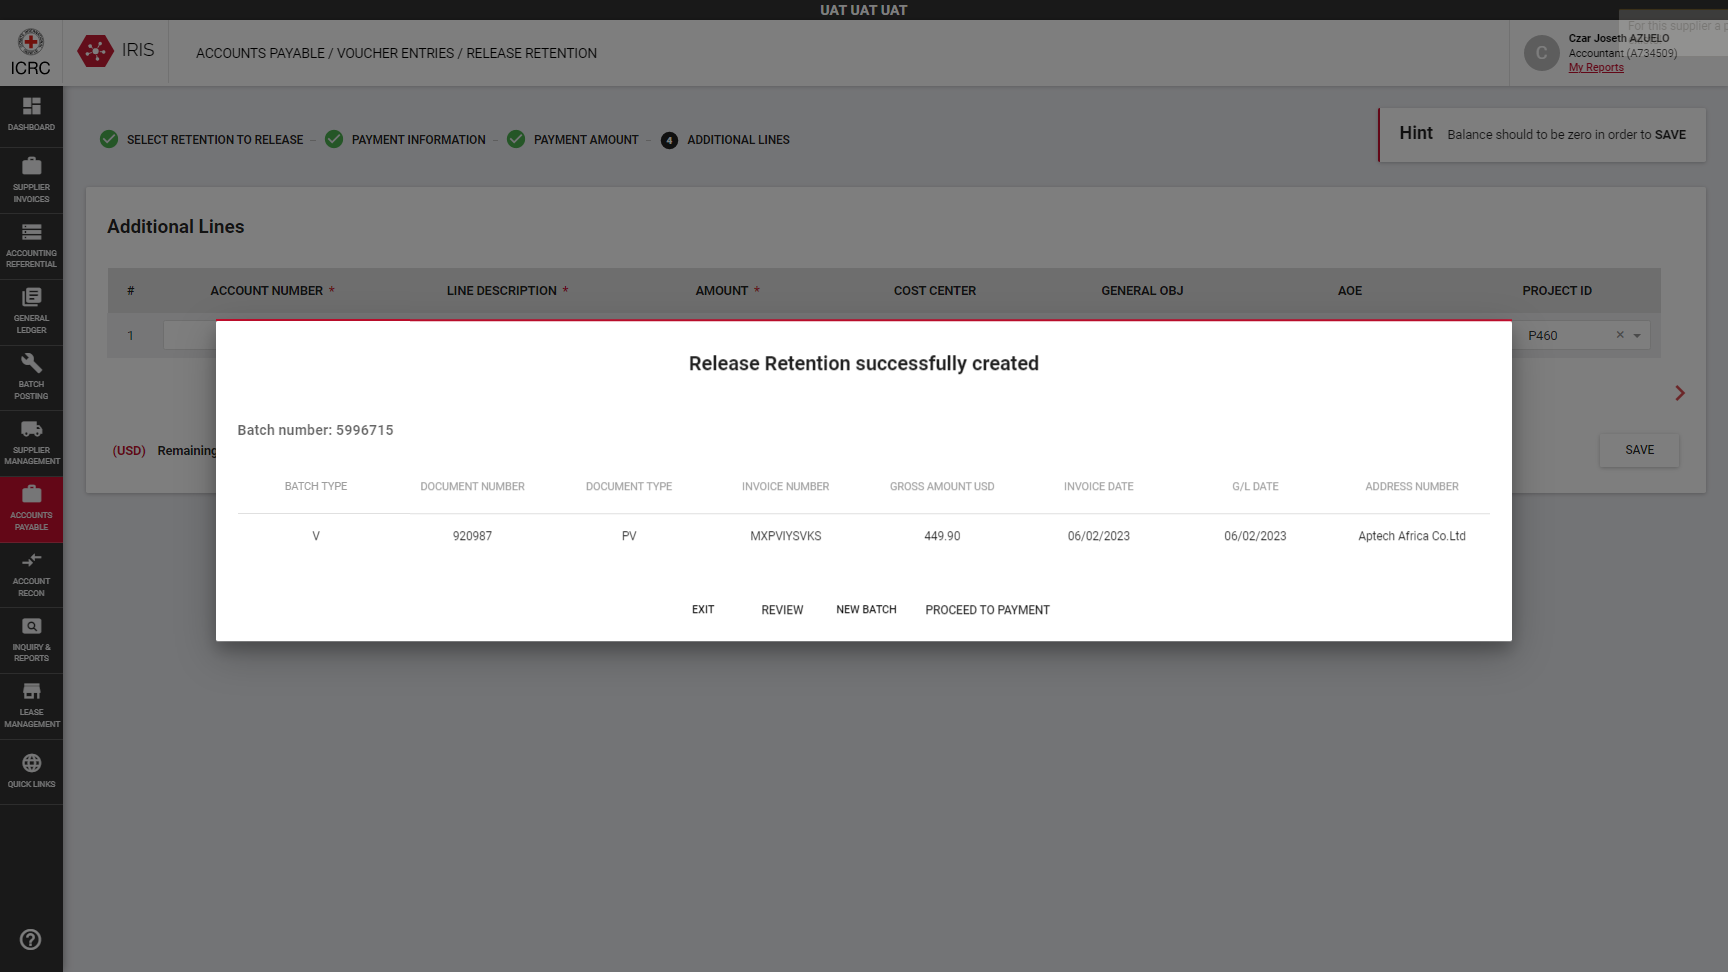 UAT UAT UAT
ICRC
IRIS
ACCOUNTS PAYABLE / VOUCHER ENTRIES / RELEASE RETENTION
For this supplier a p
C
Czar Joseth AZUELO
Accountant (A734509)
My Reports
DASHBOARD
SUPPLIER
INVOICES
ACCOUNTING
REFERENTIAL
GENERAL
LEDGER
BATCH
POSTING
SUPPLIER
MANAGEMENT
ACCOUNTS
PAYABLE
ACCOUNT
RECON
INQUIRY &
REPORTS
LEASE
MANAGEMENT
QUICK LINKS
SELECT RETENTION TO RELEASE
PAYMENT INFORMATION
PAYMENT AMOUNT
4 ADDITIONAL LINES
Hint Balance should to be zero in order to SAVE
Additional Lines
# ACCOUNT NUMBER * LINE DESCRIPTION * AMOUNT * COST CENTER GENERAL OBJ AOE PROJECT ID
1 P460 ×
(USD) Remaining
SAVE
Release Retention successfully created
Batch number: 5996715
BATCH TYPE DOCUMENT NUMBER DOCUMENT TYPE INVOICE NUMBER GROSS AMOUNT USD INVOICE DATE G/L DATE ADDRESS NUMBER
V 920987 PV MXPVIYSVKS 449.90 06/02/2023 06/02/2023 Aptech Africa Co.Ltd
EXIT REVIEW NEW BATCH PROCEED TO PAYMENT